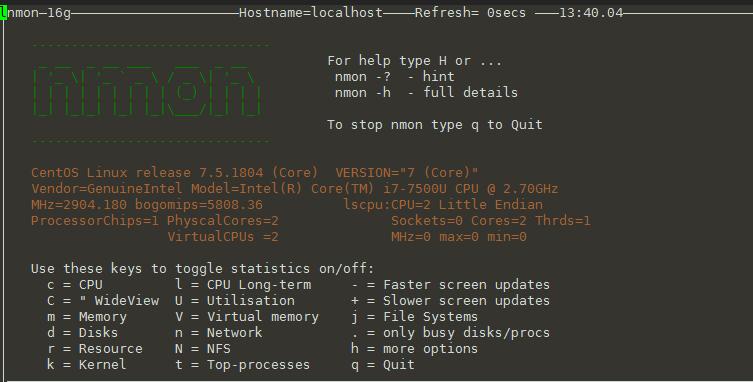 nmon─16g─────────────────────Hostname=localhost────Refresh= 0secs ───13:40.04────
nmon
For help type H or ...
nmon -?  - hint
nmon -h  - full details
To stop nmon type q to Quit
CentOS Linux release 7.5.1804 (Core)  VERSION="7 (Core)"
Vendor=GenuineIntel Model=Intel(R) Core(TM) i7-7500U CPU @ 2.70GHz
MHz=2904.180 bogomips=5808.36          lscpu:CPU=2 Little Endian
ProcessorChips=1 PhyscalCores=2              Sockets=0 Cores=2 Thrds=1
VirtualCPUs =2              MHz=0 max=0 min=0
Use these keys to toggle statistics on/off:
c = CPU         l = CPU Long-term     - = Faster screen updates
C = " WideView  U = Utilisation       + = Slower screen updates
m = Memory      V = Virtual memory    j = File Systems
d = Disks       n = Network           . = only busy disks/procs
r = Resource    N = NFS               h = more options
k = Kernel      t = Top-processes     q = Quit